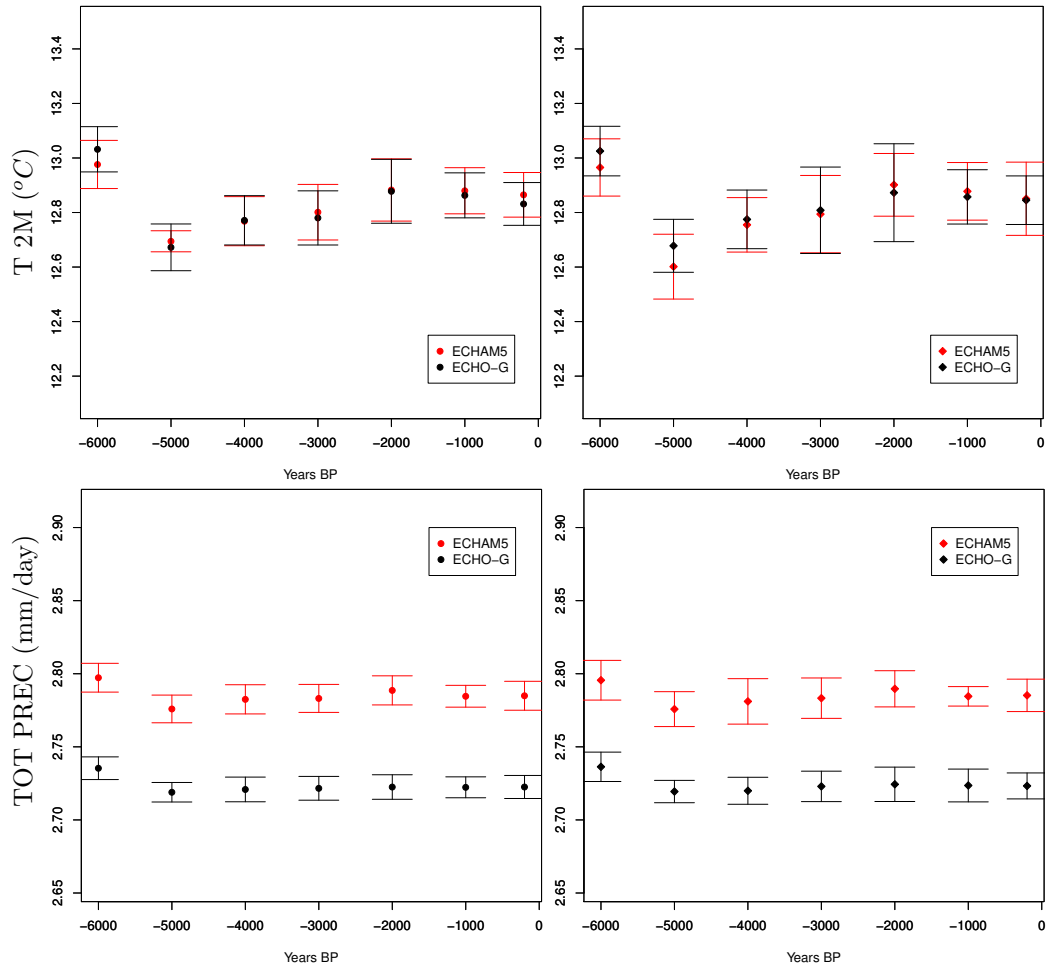 T 2M (°C)
13.4
13.2
13.0
12.8
12.6
12.4
12.2
ECHAM5
ECHO−G
−6000 −5000 −4000 −3000 −2000 −1000 0
Years BP
13.4
13.2
13.0
12.8
12.6
12.4
12.2
ECHAM5
ECHO−G
−6000 −5000 −4000 −3000 −2000 −1000 0
Years BP
TOT PREC (mm/day)
2.90
2.85
2.80
2.75
2.70
2.65
ECHAM5
ECHO−G
−6000 −5000 −4000 −3000 −2000 −1000 0
Years BP
2.90
2.85
2.80
2.75
2.70
2.65
ECHAM5
ECHO−G
−6000 −5000 −4000 −3000 −2000 −1000 0
Years BP